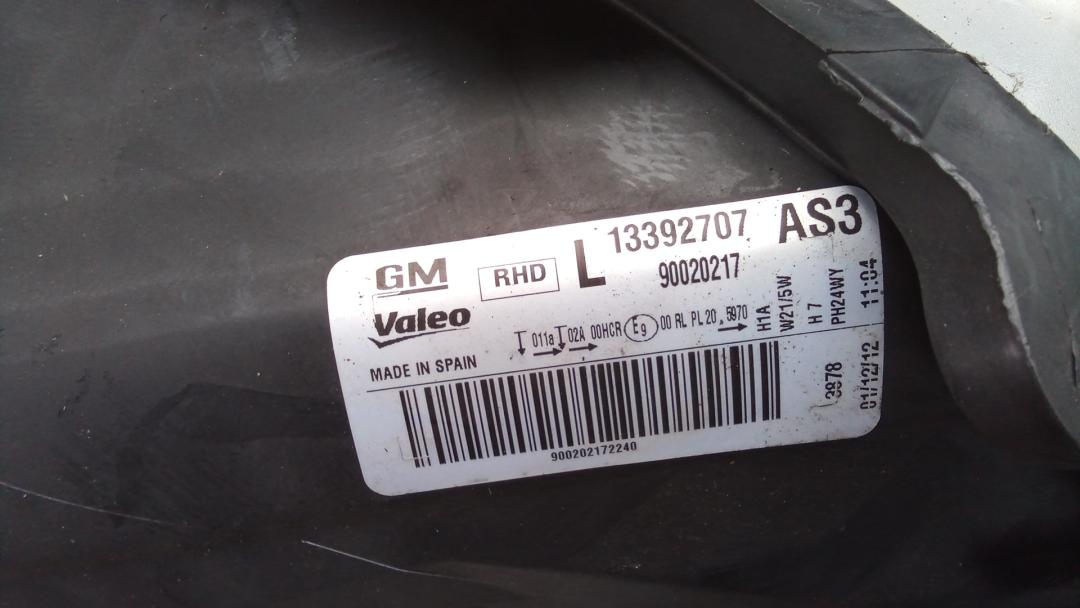 GM
RHD
L
13392707
AS3
90020217
Valeo
011a 02A 00HCR E9 00 RL PL 20 5970
MADE IN SPAIN
H1A
W21/5W
H 7
PH24WY
11:04
3878
01/12/12
900202172240